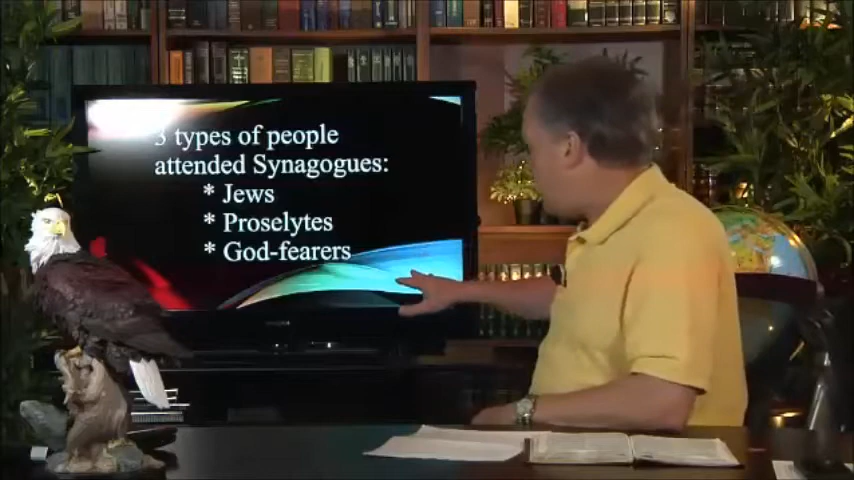 3 types of people
attended Synagogues:
* Jews
* Proselytes
* God-fearers